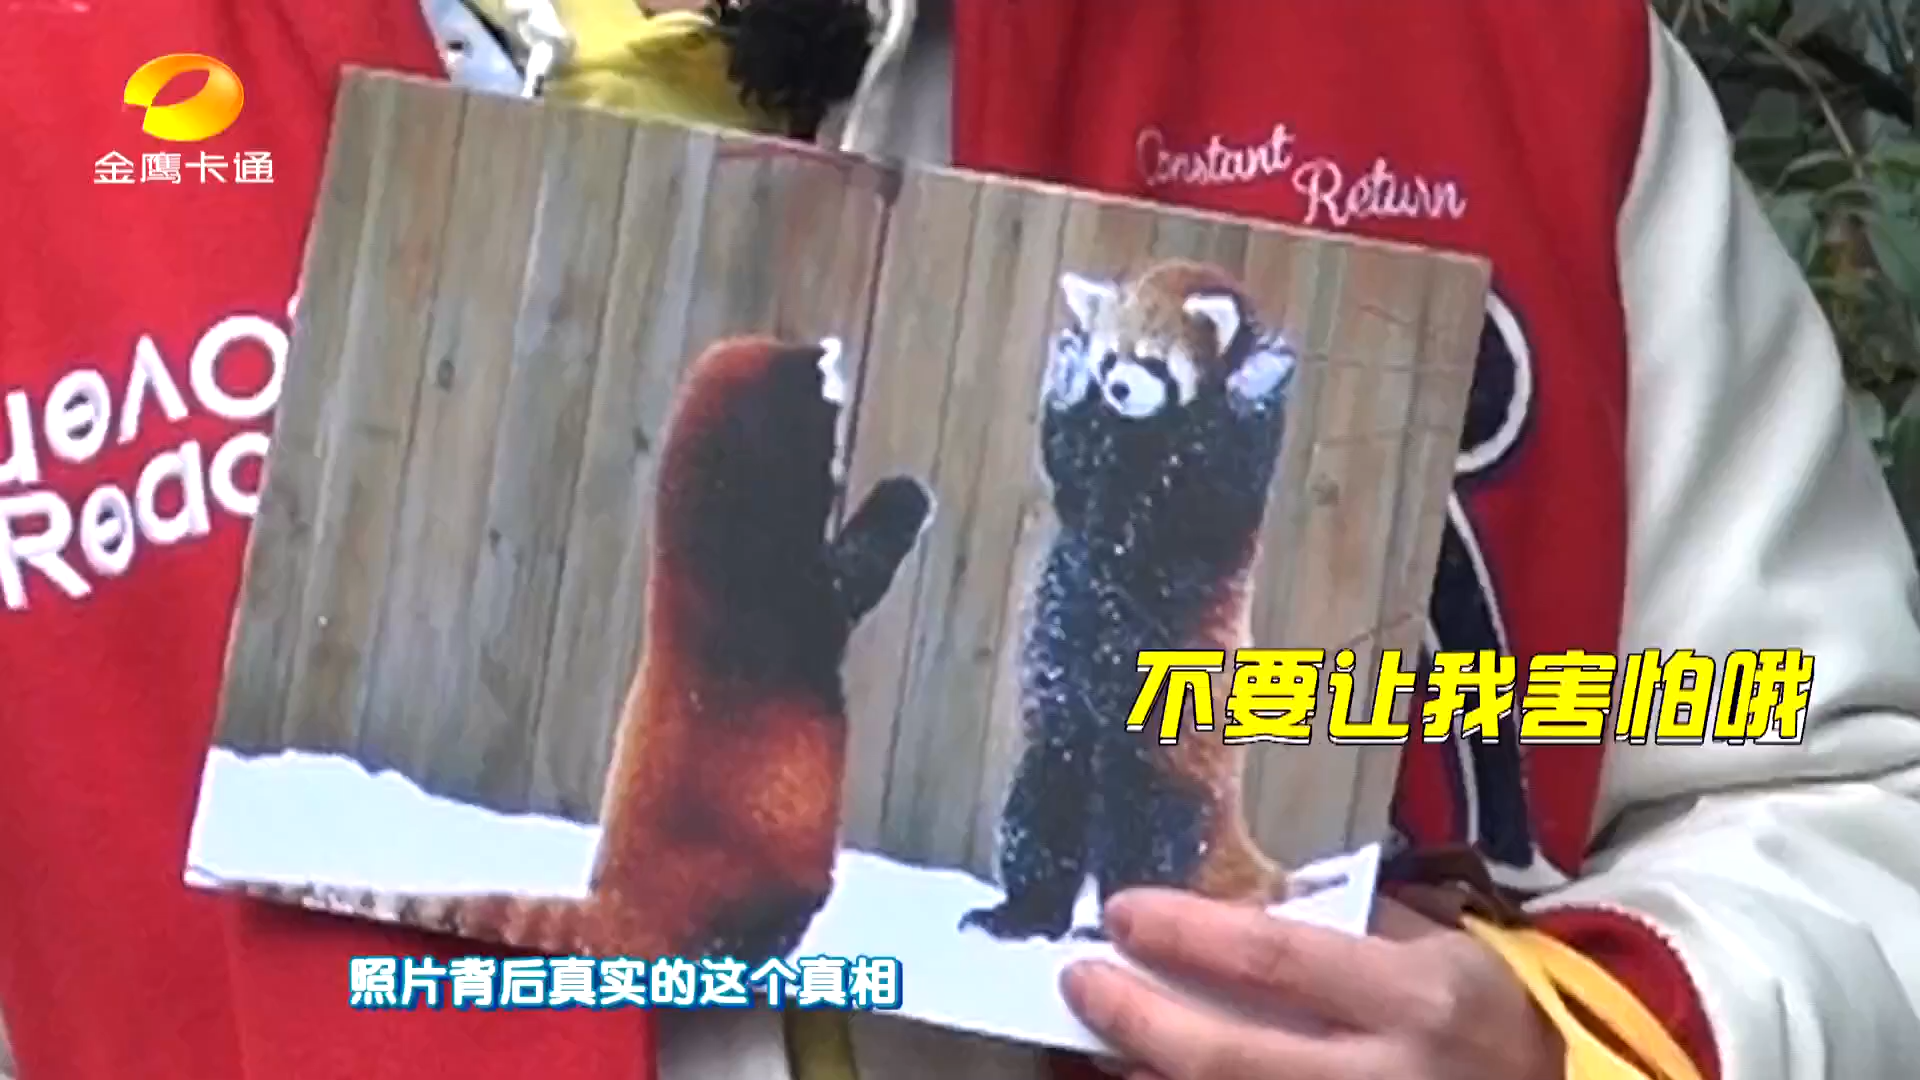 金鹰卡通
Constant
Return
不要让我害怕哦
照片背后真实的这个真相